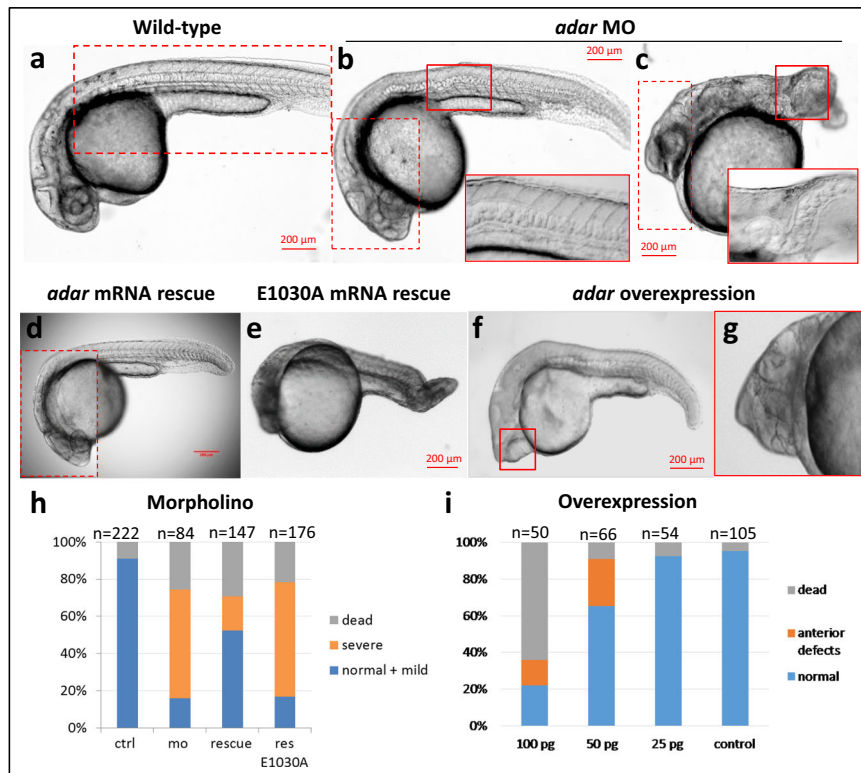 Wild-type
adar MO
a
b
c
200 µm
200 µm
200 µm
200 µm
adar mRNA rescue
E1030A mRNA rescue
adar overexpression
d
e
f
g
200 µm
200 µm
h
Morpholino
n=222 n=84 n=147 n=176
100%
80%
60%
40%
20%
0%
ctrl mo rescue res
E1030A
dead
severe
normal + mild
i
Overexpression
n=50 n=66 n=54 n=105
100%
80%
60%
40%
20%
0%
100 pg 50 pg 25 pg control
dead
anterior
defects
normal